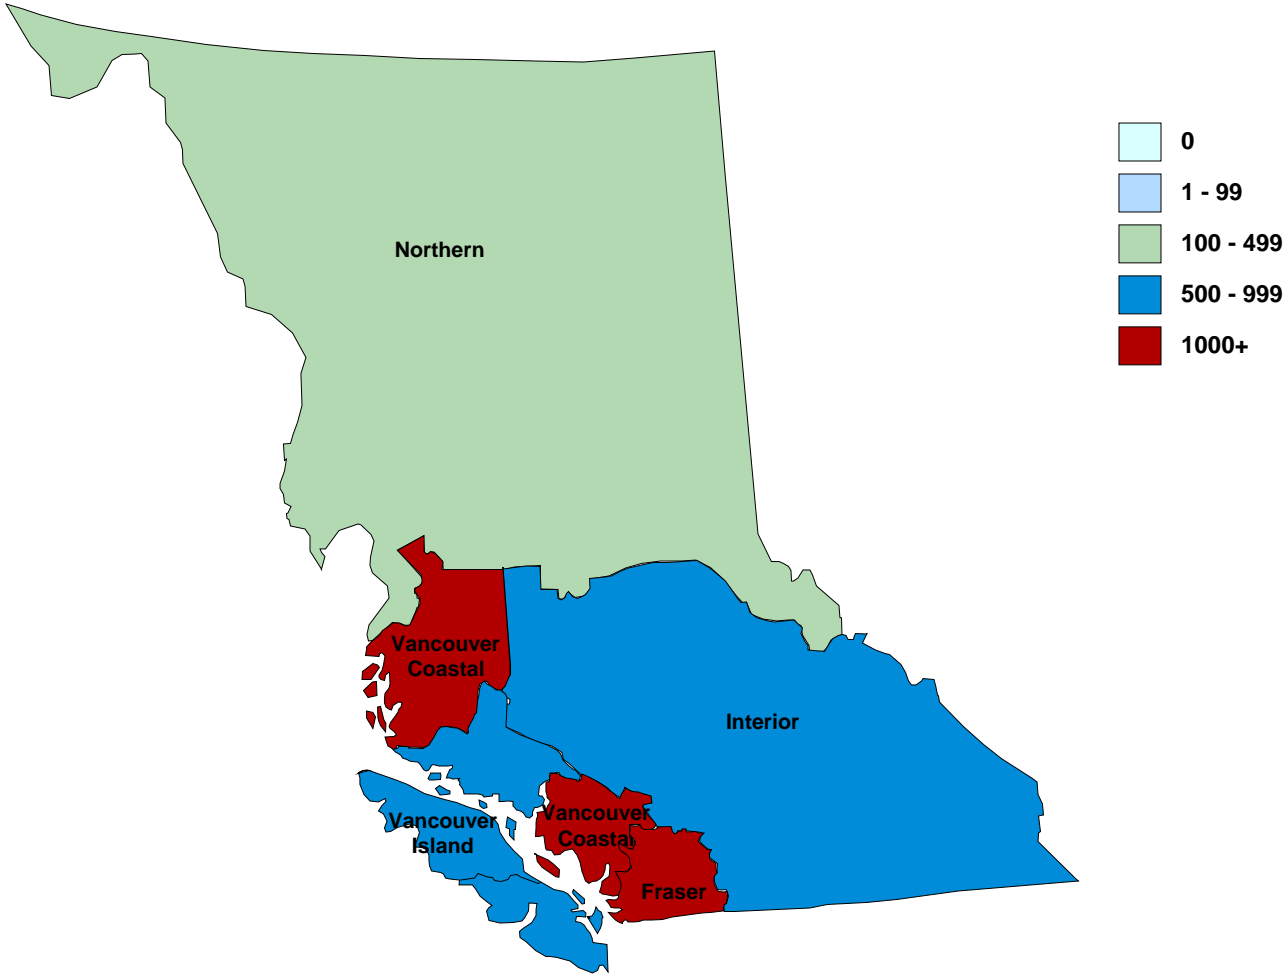 0
1 - 99
100 - 499
500 - 999
1000+
Northern
Vancouver
Coastal
Interior
Vancouver
Island
Vancouver
Coastal
Fraser